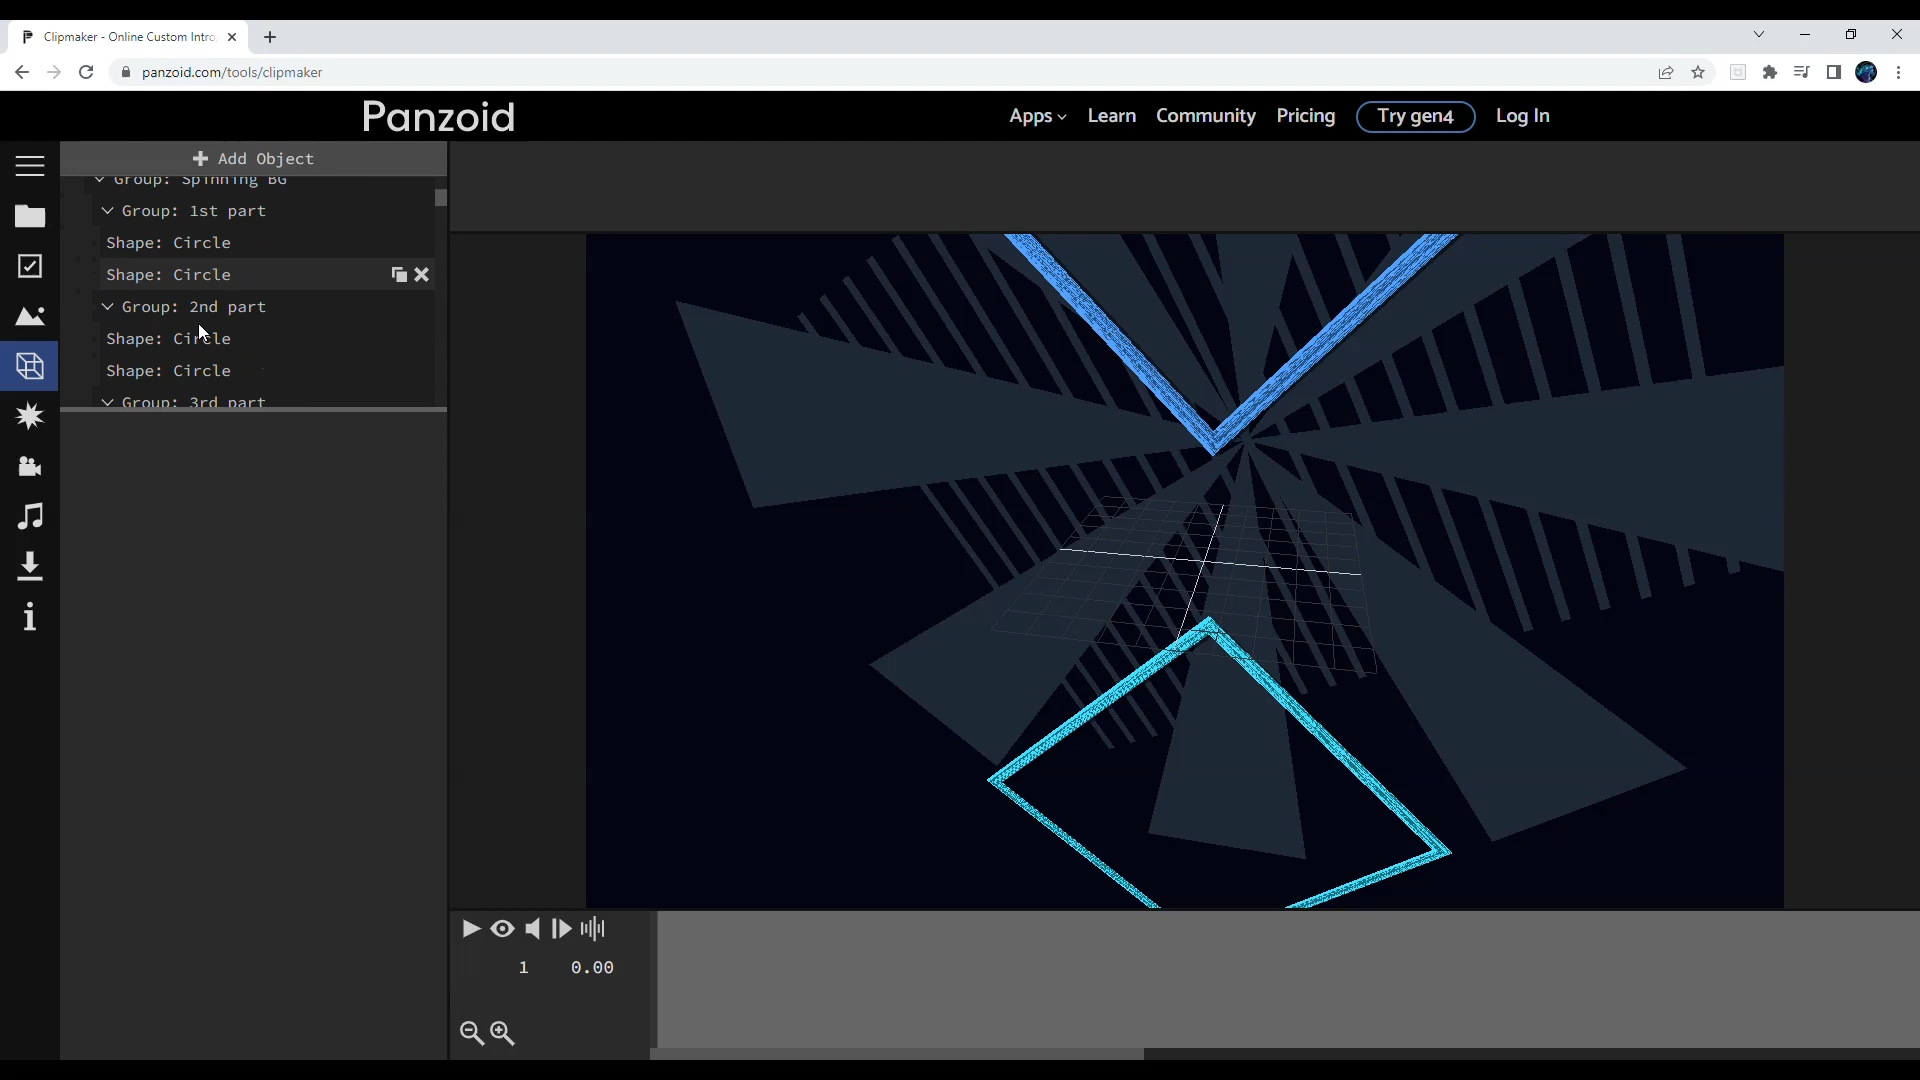 Clipmaker - Online Custom Intro
panzoid.com/tools/clipmaker
Panzoid
Apps
Learn
Community
Pricing
Try gen4
Log In
Add Object
Group: Spinning BG
Group: 1st part
Shape: Circle
Shape: Circle
Group: 2nd part
Shape: Circle
Shape: Circle
Group: 3rd part
1 0.00